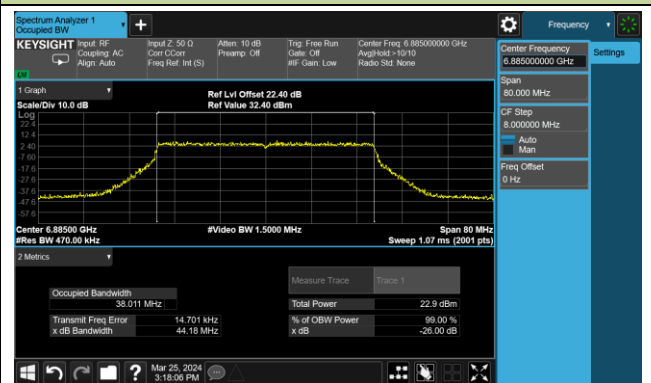 Spectrum Analyzer 1
Occupied BW
Frequency
KEYSIGHT
Input: RF
Coupling: AC
Align: Auto
Input Z: 50 Ω
Corr CCorr
Freq Ref: Int (S)
Atten: 10 dB
Preamp: Off
Trig: Free Run
Gate: Off
#IF Gain: Low
Center Freq: 6.885000000 GHz
Avg|Hold:>10/10
Radio Std: None
Center Frequency
6.885000000 GHz
Settings
Span
80.000 MHz
CF Step
8.000000 MHz
Auto
Man
Freq Offset
0 Hz
1 Graph
Scale/Div 10.0 dB
Ref Lvl Offset 22.40 dB
Ref Value 32.40 dBm
Log
22.4
12.4
2.40
-7.60
-17.6
-27.6
-37.6
-47.6
-57.6
Center 6.88500 GHz
#Res BW 470.00 kHz
#Video BW 1.5000 MHz
Span 80 MHz
Sweep 1.07 ms (2001 pts)
2 Metrics
Measure Trace
Trace 1
Occupied Bandwidth
38.011 MHz
Total Power
22.9 dBm
Transmit Freq Error
14.701 kHz
% of OBW Power
99.00 %
x dB Bandwidth
44.18 MHz
x dB
-26.00 dB
Mar 25, 2024
3:18:06 PM